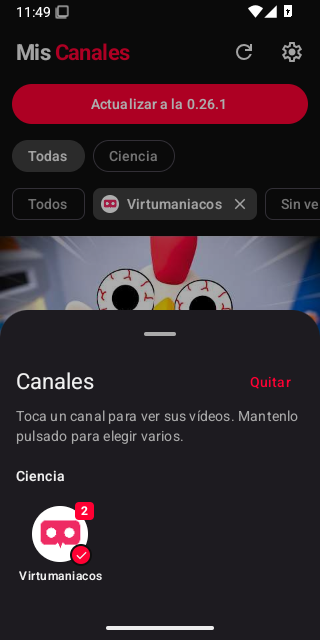 11:49
Mis Canales
Actualizar a la 0.26.1
Todas
Ciencia
Todos
Virtumaniacos
Sin ve
Canales
Quitar
Toca un canal para ver sus vídeos. Mantenlo
pulsado para elegir varios.
Ciencia
2
Virtumaniacos